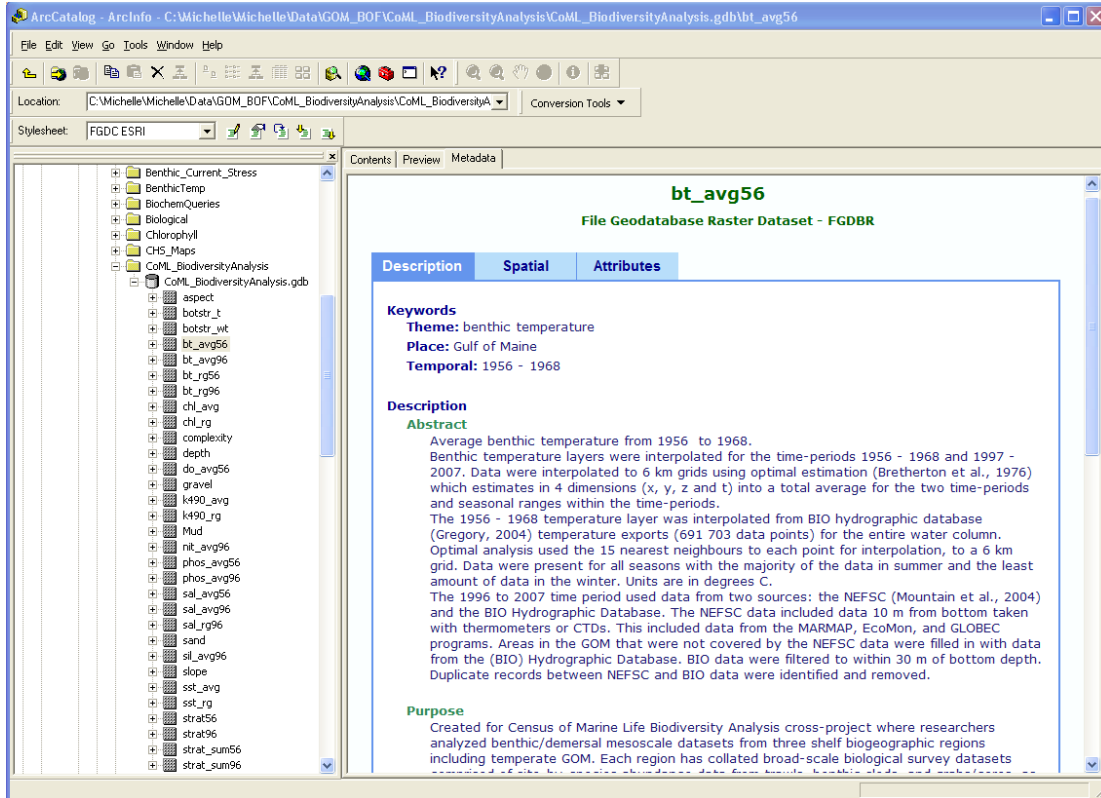 ArcCatalog - ArcInfo - C:\Michelle\Michelle\Data\GOM_BOF\CoML_BiodiversityAnalysis\CoML_BiodiversityAnalysis.gdb\bt_avg56
File Edit View Go Tools Window Help
Location: C:\Michelle\Michelle\Data\GOM_BOF\CoML_BiodiversityAnalysis\CoML_BiodiversityA Conversion Tools
Stylesheet: FGDC ESRI
Benthic_Current_Stress
BenthicTemp
BiochemQueries
Biological
Chlorophyll
CHS_Maps
CoML_BiodiversityAnalysis
CoML_BiodiversityAnalysis.gdb
aspect
botstr_t
botstr_wt
bt_avg56
bt_avg96
bt_rg56
bt_rg96
chl_avg
chl_rg
complexity
depth
do_avg56
gravel
k490_avg
k490_rg
Mud
nit_avg96
phos_avg56
phos_avg96
sal_avg56
sal_avg96
sal_rg96
sand
sil_avg96
slope
sst_avg
sst_rg
strat56
strat96
strat_sum56
strat_sum96
Contents Preview Metadata
bt_avg56
File Geodatabase Raster Dataset - FGDBR
Description Spatial Attributes
Keywords
Theme: benthic temperature
Place: Gulf of Maine
Temporal: 1956 - 1968
Description
Abstract
Average benthic temperature from 1956 to 1968.
Benthic temperature layers were interpolated for the time-periods 1956 - 1968 and 1997 -
2007. Data were interpolated to 6 km grids using optimal estimation (Bretherton et al., 1976)
which estimates in 4 dimensions (x, y, z and t) into a total average for the two time-periods
and seasonal ranges within the time-periods.
The 1956 - 1968 temperature layer was interpolated from BIO hydrographic database
(Gregory, 2004) temperature exports (691 703 data points) for the entire water column.
Optimal analysis used the 15 nearest neighbours to each point for interpolation, to a 6 km
grid. Data were present for all seasons with the majority of the data in summer and the least
amount of data in the winter. Units are in degrees C.
The 1996 to 2007 time period used data from two sources: the NEFSC (Mountain et al., 2004)
and the BIO Hydrographic Database. The NEFSC data included data 10 m from bottom taken
with thermometers or CTDs. This included data from the MARMAP, EcoMon, and GLOBEC
programs. Areas in the GOM that were not covered by the NEFSC data were filled in with data
from the (BIO) Hydrographic Database. BIO data were filtered to within 30 m of bottom depth.
Duplicate records between NEFSC and BIO data were identified and removed.
Purpose
Created for Census of Marine Life Biodiversity Analysis cross-project where researchers
analyzed benthic/demersal mesoscale datasets from three shelf biogeographic regions
including temperate GOM. Each region has collated broad-scale biological survey datasets